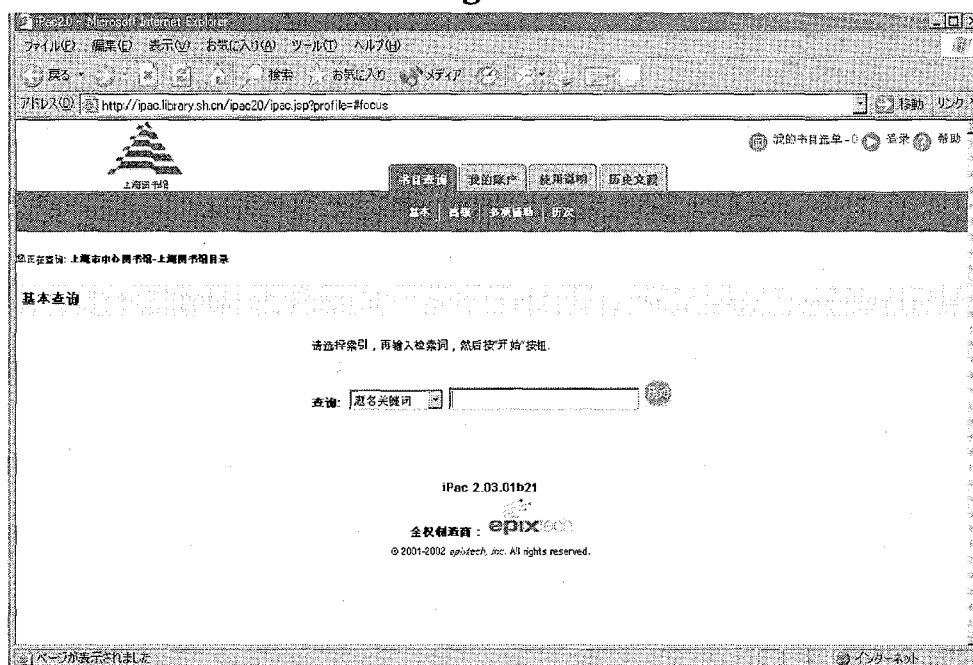 iPac2.0 - Microsoft Internet Explorer
ファイル(F) 編集(E) 表示(V) お気に入り(A) ツール(T) ヘルプ(H)
戻る 検索 お気に入り メディア
アドレス(D) http://ipac.library.sh.cn/ipac20/ipac.jsp?profile=#focus 移動 リンク
我的书目选单-0 登录 帮助
上海图书馆
书目查询 我的账户 使用说明 历史文献
基本 | 高级 | 多项辅助 | 历次
您正在查询: 上海市中心图书馆-上海图书馆目录
基本查询
请选择索引，再输入检索词，然后按"开始"按钮.
查询: 题名关键词
iPac 2.03.01b21
全权制造商： epixtech
© 2001-2002 epixtech, inc. All rights reserved.
ページが表示されました インターネット